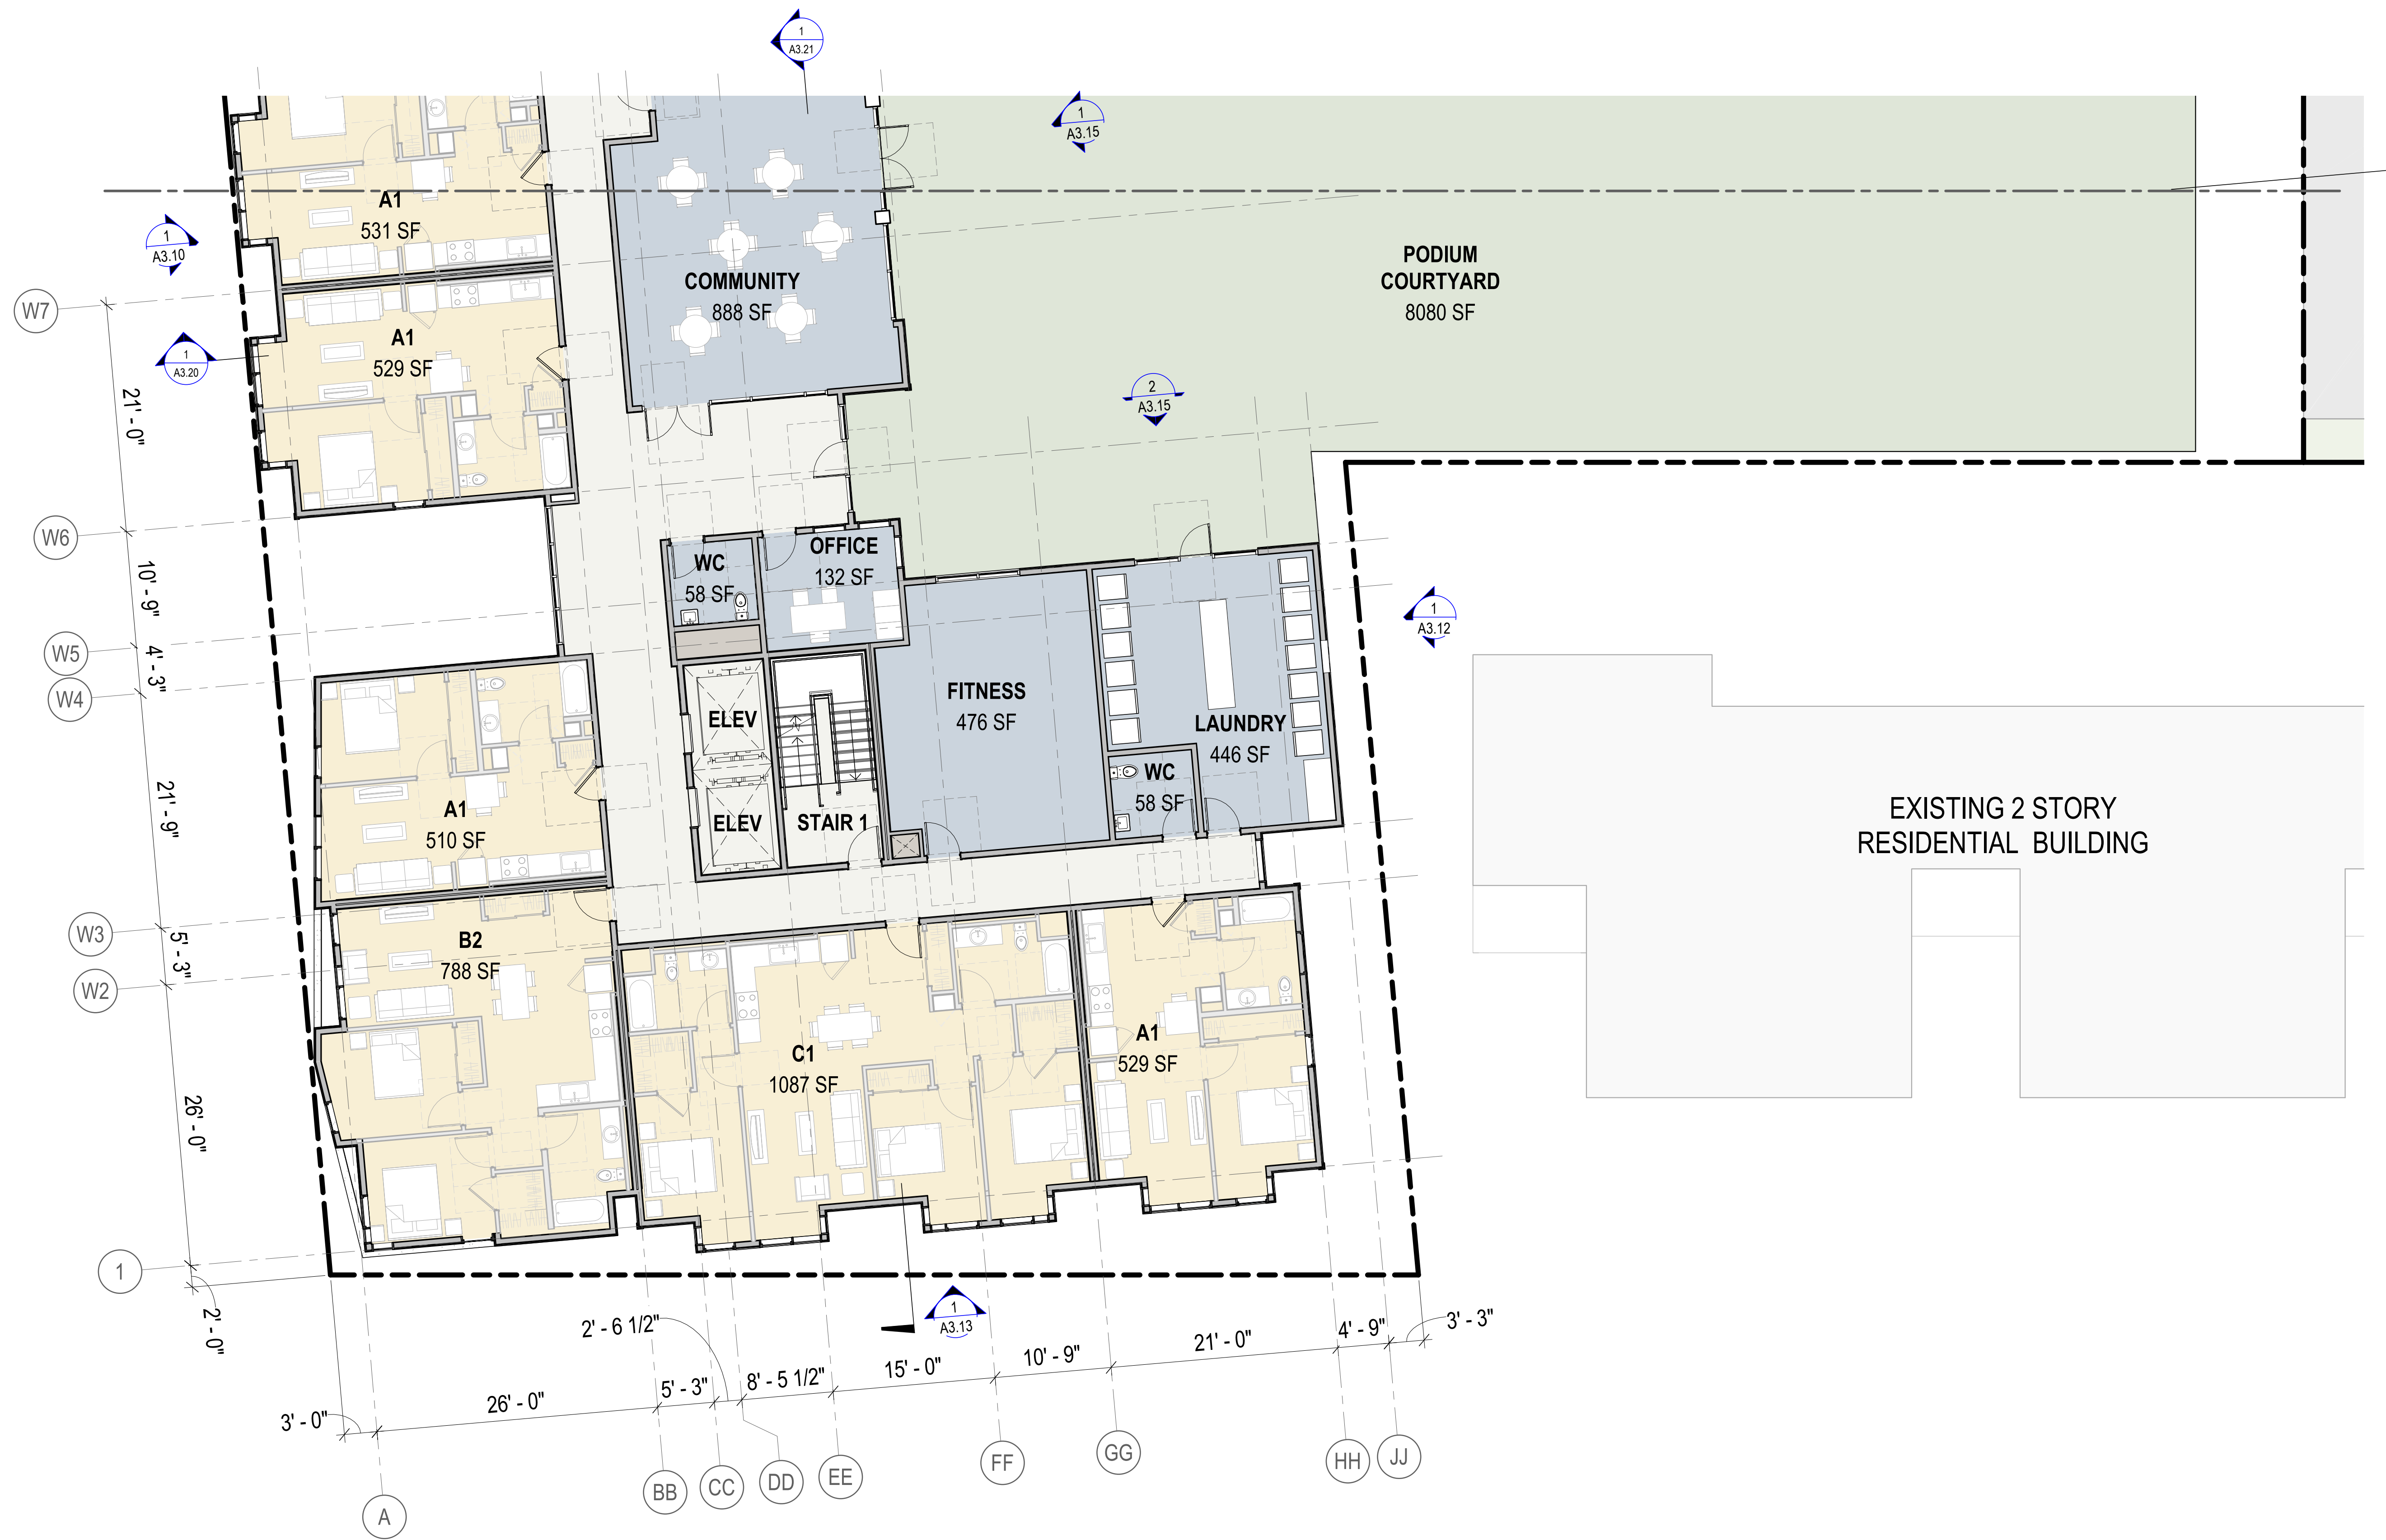 1
A3.21
1
A3.15
A1
531 SF
1
A3.10
PODIUM
COURTYARD
8080 SF
COMMUNITY
888 SF
W7
A1
529 SF
1
A3.20
2
A3.15
21' - 0"
W6
WC
58 SF
OFFICE
132 SF
10' - 9"
1
A3.12
W5
4' - 3"
W4
FITNESS
476 SF
ELEV
LAUNDRY
446 SF
WC
58 SF
21' - 9"
A1
510 SF
ELEV
STAIR 1
EXISTING 2 STORY
RESIDENTIAL BUILDING
W3
5' - 3"
B2
788 SF
W2
C1
1087 SF
A1
529 SF
26' - 0"
1
2' - 0"
1
A3.13
2' - 6 1/2"
3' - 0"
26' - 0"
5' - 3"
8' - 5 1/2"
15' - 0"
10' - 9"
21' - 0"
4' - 9"
3' - 3"
A
BB
CC
DD
EE
FF
GG
HH
JJ